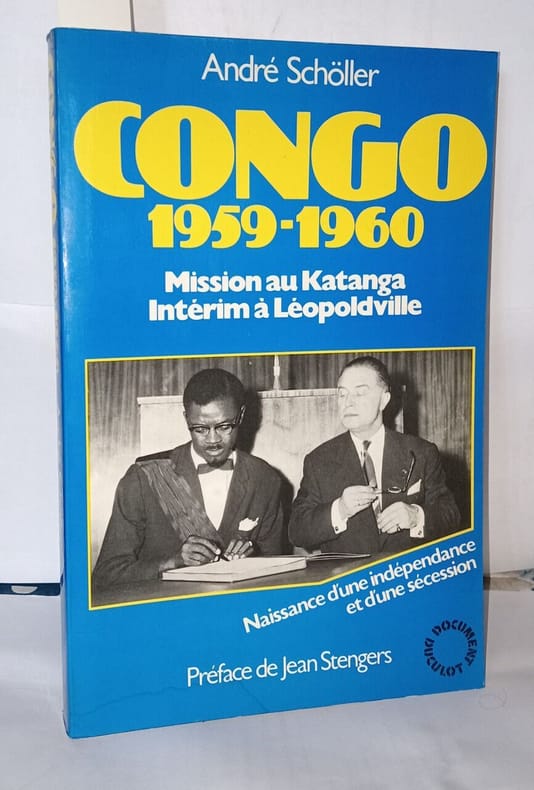 André Schöller
CONGO
1959-1960
Mission au Katanga
Intérim à Léopoldville
Naissance d'une indépendance
et d'une sécession
Préface de Jean Stengers
DOCUMENT DUCULOT